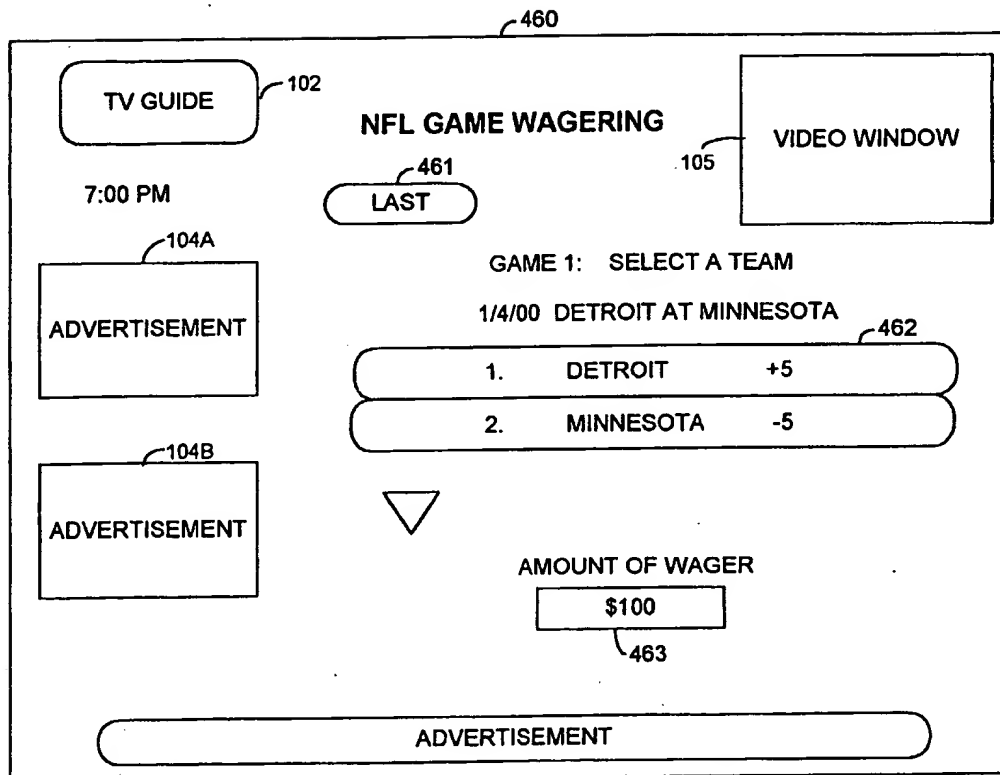 460
TV GUIDE
102
NFL GAME WAGERING
VIDEO WINDOW
105
461
7:00 PM
LAST
104A
GAME 1: SELECT A TEAM
ADVERTISEMENT
1/4/00 DETROIT AT MINNESOTA
462
1. DETROIT +5
2. MINNESOTA -5
104B
ADVERTISEMENT
AMOUNT OF WAGER
$100
463
ADVERTISEMENT